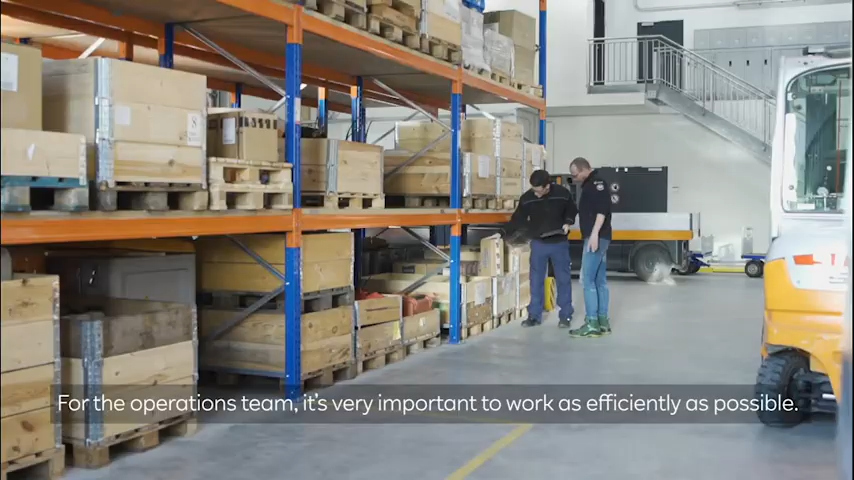 For the operations team, it's very important to work as efficiently as possible.